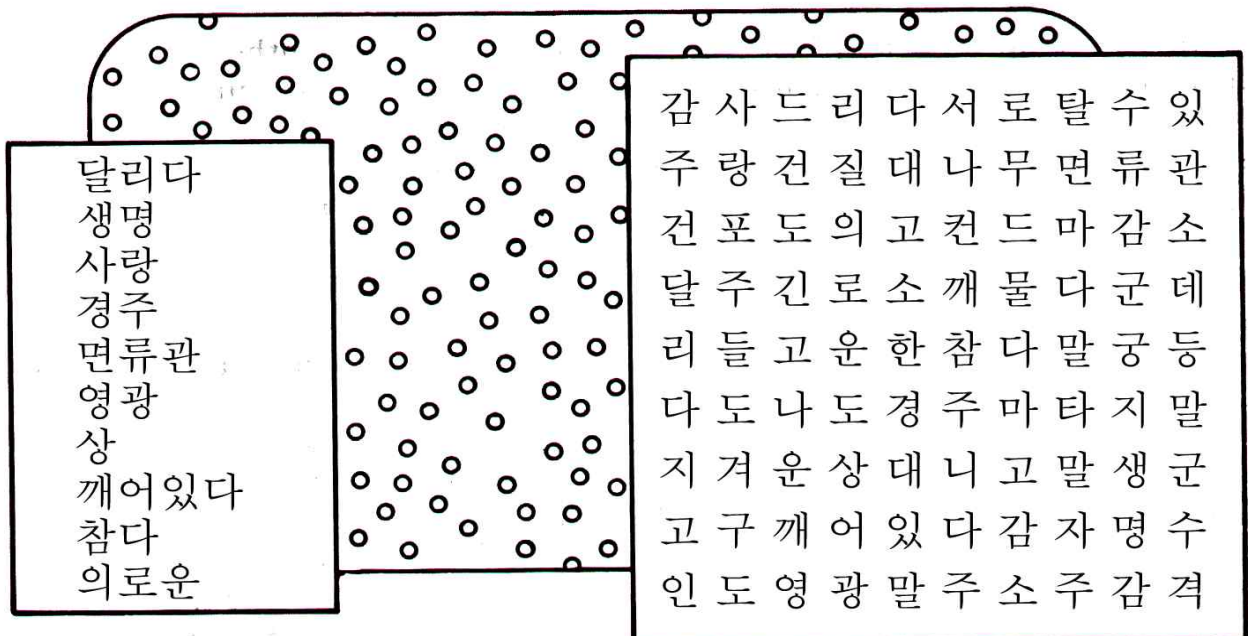 달리다
생명
사랑
경주
면류관
영광
상
깨어있다
참다
의로운
감 사 드 리 다 서 로 탈 수 있
주 랑 건 질 대 나 무 면 류 관
건 포 도 의 고 컨 드 마 감 소
달 주 긴 로 소 깨 물 다 군 데
리 들 고 운 한 참 다 말 궁 등
다 도 나 도 경 주 마 타 지 말
지 겨 운 상 대 니 고 말 생 군
고 구 깨 어 있 다 감 자 명 수
인 도 영 광 말 주 소 주 감 격